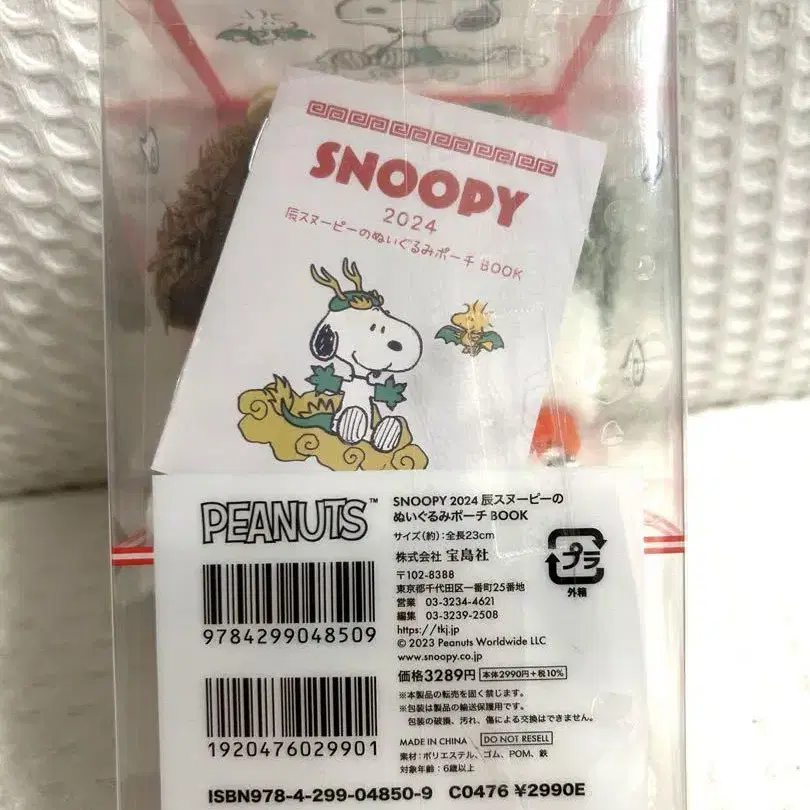 SNOOPY
2024
辰スヌーピーのぬいぐるみポーチ BOOK
PEANUTS™
SNOOPY 2024 辰スヌーピーの
ぬいぐるみポーチ BOOK
サイズ(約):全長23cm
株式会社 宝島社
〒102-8388
東京都千代田区一番町25番地
営業 03-3234-4621
編集 03-3239-2508
https://tkj.jp
© 2023 Peanuts Worldwide LLC
www.snoopy.co.jp
プラ
外箱
9784299048509
価格3289円 本体2990円+税10%
※本製品の転売を固く禁じます。
※包装は製品の輸送保護用です。
包装の破損、汚れ、傷による交換はできません。
1920476029901
MADE IN CHINA DO NOT RESELL
素材:ポリエステル、ゴム、POM、鉄
対象年齢:6歳以上
ISBN978-4-299-04850-9 C0476 ¥2990E